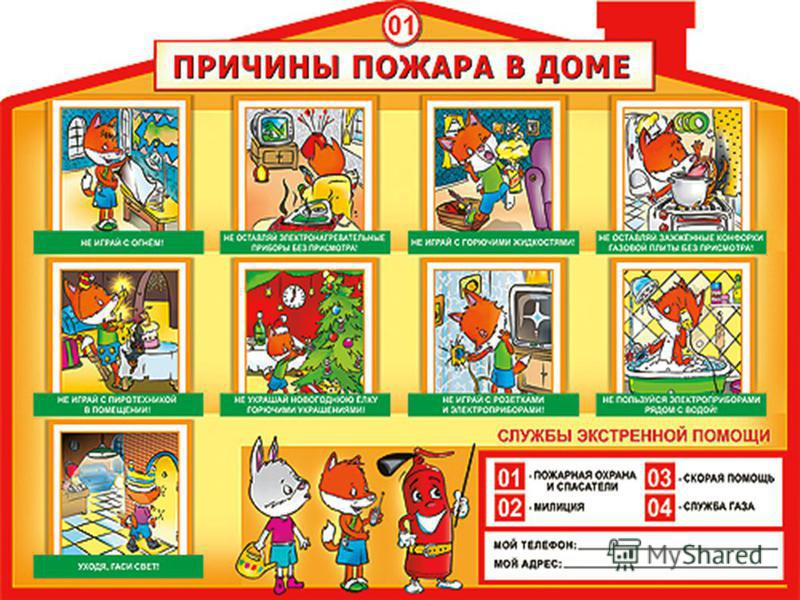 01
ПРИЧИНЫ ПОЖАРА В ДОМЕ
НЕ ИГРАЙ С ОГНЁМ!
НЕ ОСТАВЛЯЙ ЭЛЕКТРОНАГРЕВАТЕЛЬНЫЕ
ПРИБОРЫ БЕЗ ПРИСМОТРА!
НЕ ИГРАЙ С ГОРЮЧИМИ ЖИДКОСТЯМИ!
НЕ ОСТАВЛЯЙ ЗАЖЖЁННЫЕ КОНФОРКИ
ГАЗОВОЙ ПЛИТЫ БЕЗ ПРИСМОТРА!
НЕ ИГРАЙ С ПИРОТЕХНИКОЙ
В ПОМЕЩЕНИИ!
НЕ УКРАШАЙ НОВОГОДНЮЮ ЁЛКУ
ГОРЮЧИМИ УКРАШЕНИЯМИ!
НЕ ИГРАЙ С РОЗЕТКАМИ
И ЭЛЕКТРОПРИБОРАМИ!
НЕ ПОЛЬЗУЙСЯ ЭЛЕКТРОПРИБОРАМИ
РЯДОМ С ВОДОЙ!
УХОДЯ, ГАСИ СВЕТ!
СЛУЖБЫ ЭКСТРЕННОЙ ПОМОЩИ
01 - ПОЖАРНАЯ ОХРАНА
И СПАСАТЕЛИ
02 - МИЛИЦИЯ
03 - СКОРАЯ ПОМОЩЬ
04 - СЛУЖБА ГАЗА
МОЙ ТЕЛЕФОН:
МОЙ АДРЕС:
MyShared